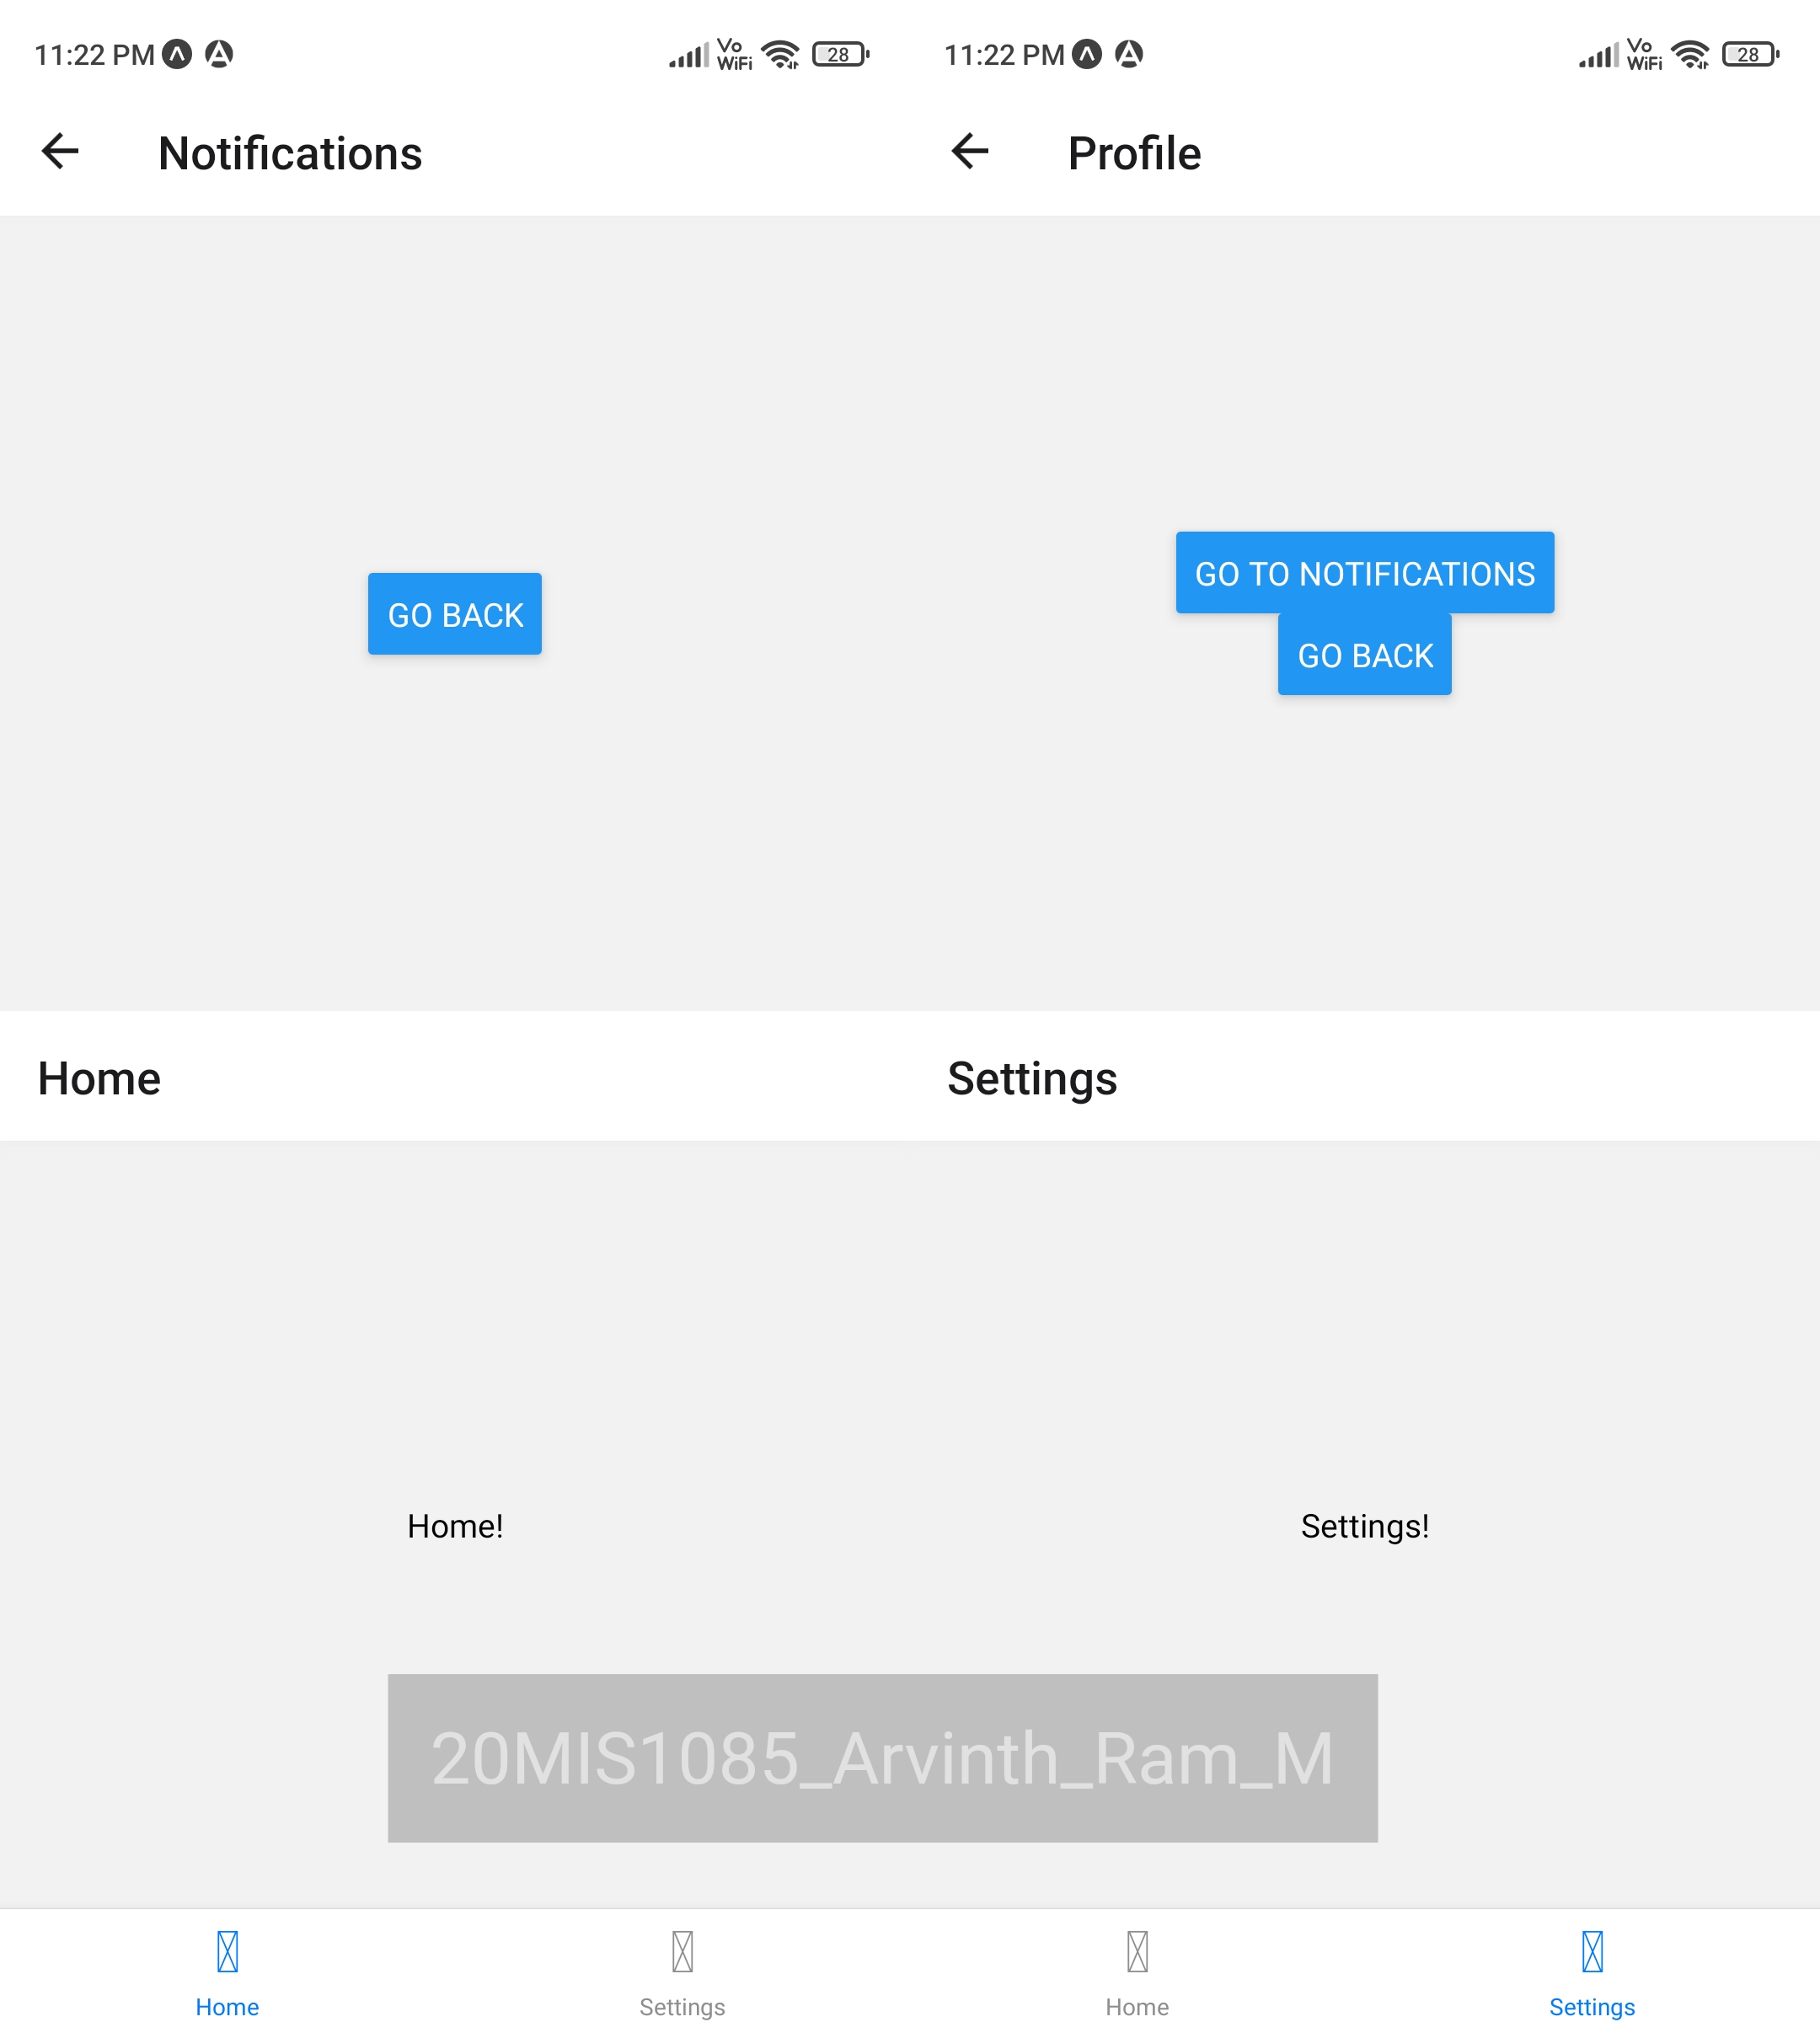 11:22 PM
Vo
WiFi
28
Notifications
GO BACK
11:22 PM
Vo
WiFi
28
Profile
GO TO NOTIFICATIONS
GO BACK
Home
Home!
Settings
Settings!
20MIS1085_Arvinth_Ram_M
Home
Settings
Home
Settings